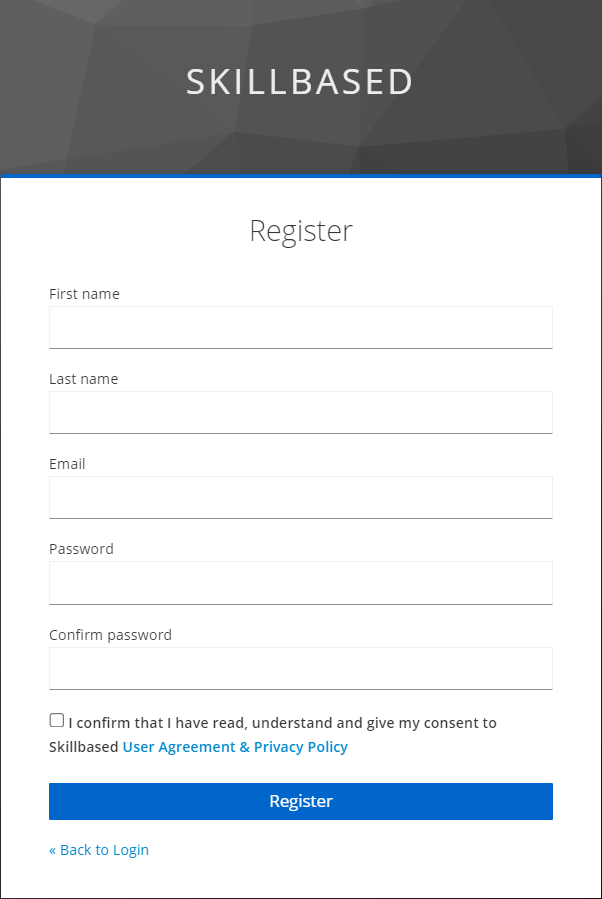 SKILLBASED
Register
First name
Last name
Email
Password
Confirm password
I confirm that I have read, understand and give my consent to
Skillbased User Agreement & Privacy Policy
Register
« Back to Login